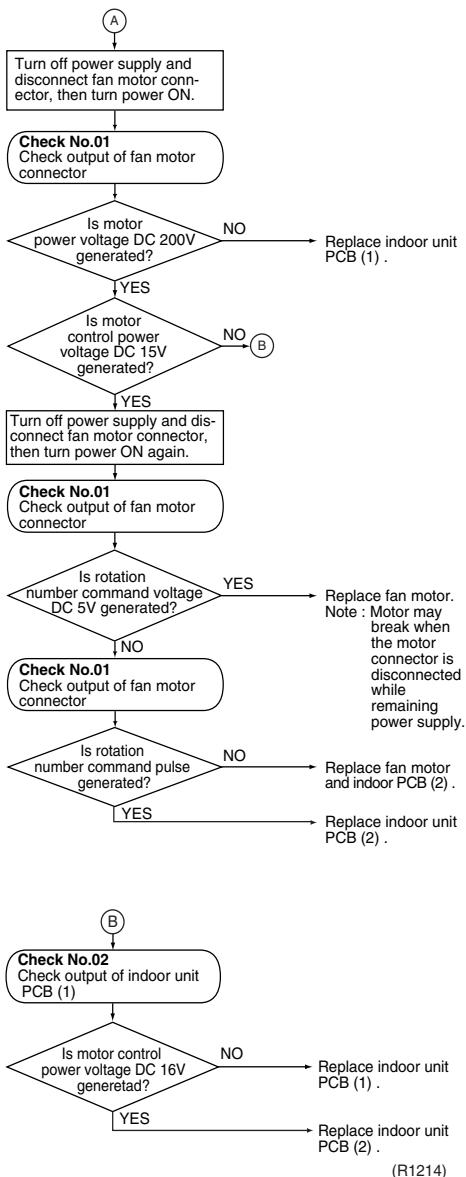 A
Turn off power supply and
disconnect fan motor conn-
ector, then turn power ON.
Check No.01
Check output of fan motor
connector
Is motor
power voltage DC 200V
generated?
NO
Replace indoor unit
PCB (1) .
YES
Is motor
control power
voltage DC 15V
generated?
NO
B
YES
Turn off power supply and dis-
connect fan motor connector,
then turn power ON again.
Check No.01
Check output of fan motor
connector
Is rotation
number command voltage
DC 5V generated?
YES
Replace fan motor.
Note : Motor may
break when
the motor
connector is
disconnected
while
remaining
power supply.
NO
Check No.01
Check output of fan motor
connector
Is rotation
number command pulse
generated?
NO
Replace fan motor
and indoor PCB (2) .
YES
Replace indoor unit
PCB (2) .
B
Check No.02
Check output of indoor unit
PCB (1)
Is motor control
power voltage DC 16V
generetad?
NO
Replace indoor unit
PCB (1) .
YES
Replace indoor unit
PCB (2) .
(R1214)